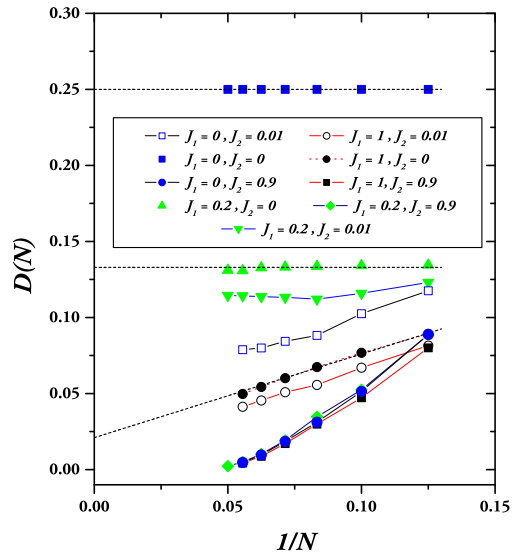 0.30
0.25
0.20
0.15
0.10
0.05
0.00
D(N)
J1 = 0 , J2 = 0.01
J1 = 1 , J2 = 0.01
J1 = 0 , J2 = 0
J1 = 1 , J2 = 0
J1 = 0 , J2 = 0.9
J1 = 1, J2 = 0.9
J1 = 0.2 , J2 = 0
J1 = 0.2 , J2 = 0.9
J1 = 0.2 , J2 = 0.01
0.00 0.05 0.10 0.15
1/N